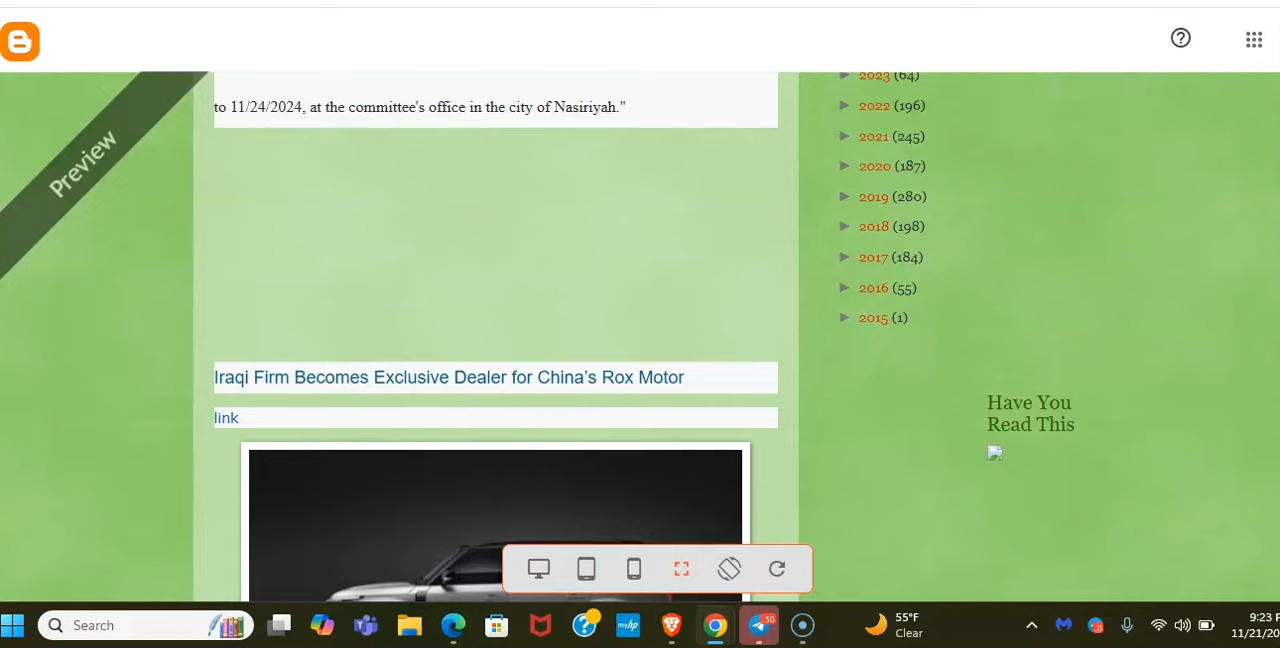 Preview
to 11/24/2024, at the committee's office in the city of Nasiriyah."
Iraqi Firm Becomes Exclusive Dealer for China's Rox Motor
link
2023 (64)
2022 (196)
2021 (245)
2020 (187)
2019 (280)
2018 (198)
2017 (184)
2016 (55)
2015 (1)
Have You
Read This
Search
myhp
50
55°F
Clear
9:23
11/21/20